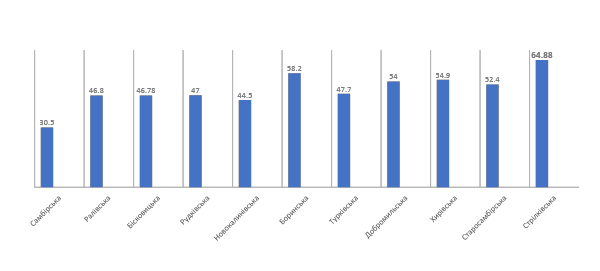 30.5
46.8
46.78
47
44.5
58.2
47.7
54
54.9
52.4
64.88
Самбірська
Ралівська
Бісковицька
Рудківська
Новокалинівська
Боринська
Турківська
Добромильська
Хирівська
Старосамбірська
Стрілківська